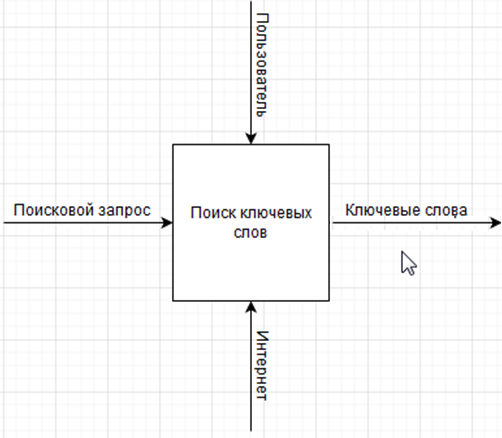 Пользователь
Поисковой запрос
Поиск ключевых
слов
Ключевые слова
Интернет